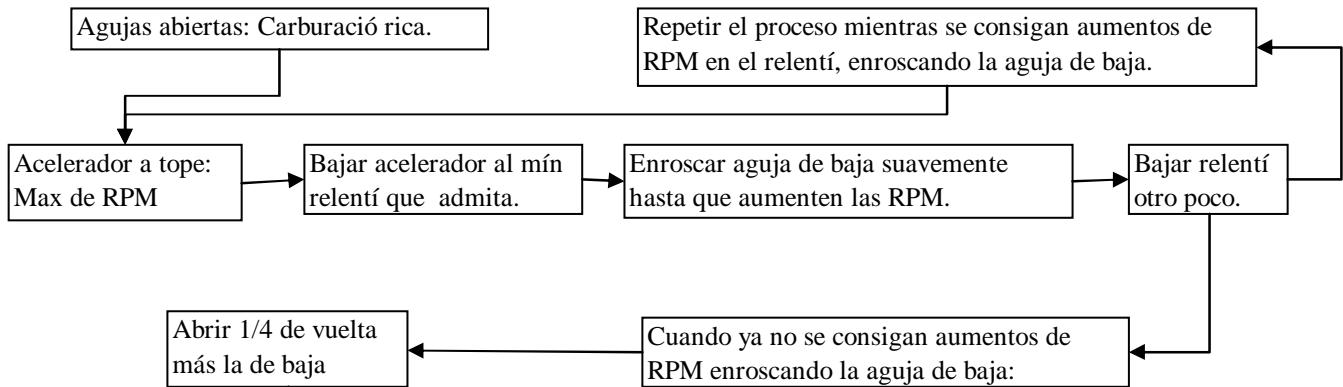 Agujas abiertas: Carburació rica.
Repetir el proceso mientras se consigan aumentos de
RPM en el relentí, enroscando la aguja de baja.
Acelerador a tope:
Max de RPM
Bajar acelerador al mín
relentí que admita.
Enroscar aguja de baja suavemente
hasta que aumenten las RPM.
Bajar relentí
otro poco.
Abrir 1/4 de vuelta
más la de baja
Cuando ya no se consigan aumentos de
RPM enroscando la aguja de baja: